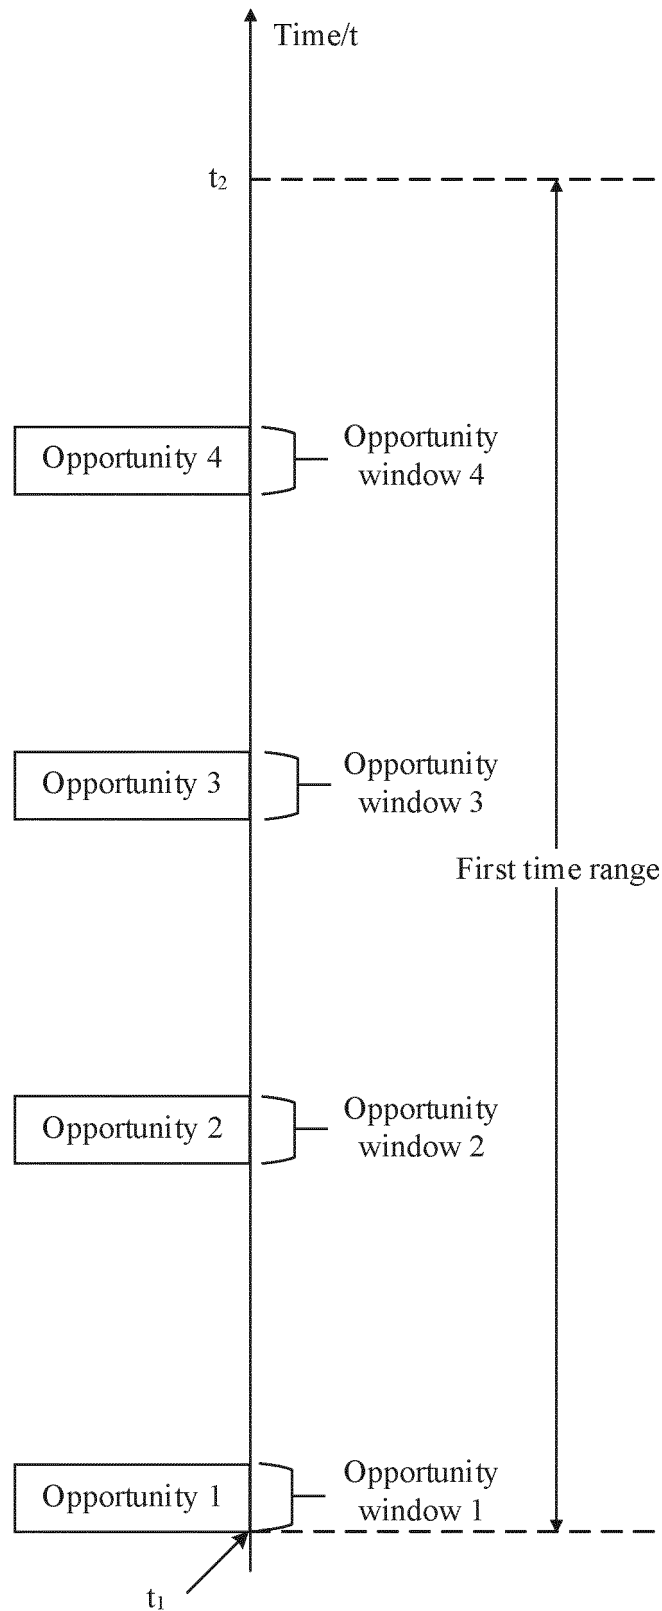 Time/t
t₂
Opportunity 4
Opportunity
window 4
Opportunity 3
Opportunity
window 3
First time range
Opportunity 2
Opportunity
window 2
Opportunity 1
Opportunity
window 1
t₁